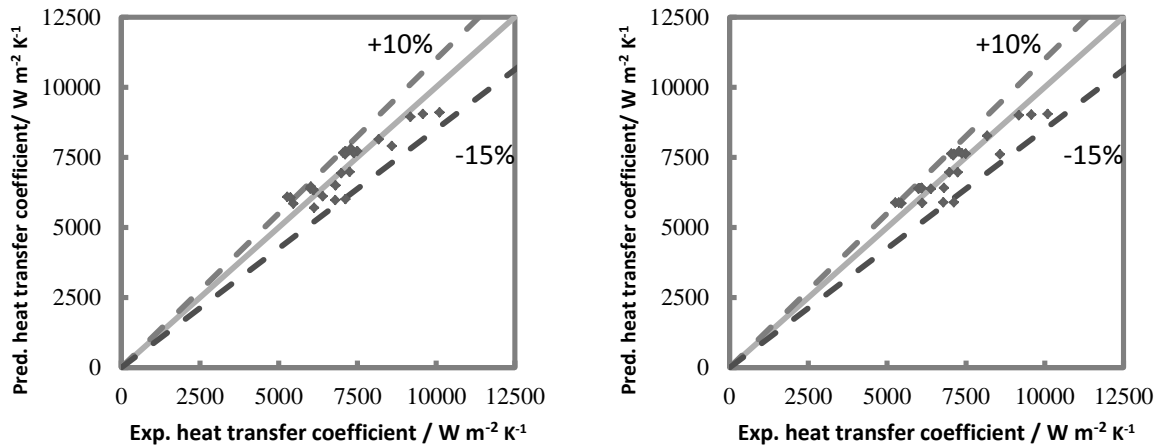 Pred. heat transfer coefficient/ W m⁻² K⁻¹
12500
10000
7500
5000
2500
0
+10%
-15%
0 2500 5000 7500 10000 12500
Exp. heat transfer coefficient / W m⁻² K⁻¹
Pred. heat transfer coefficient/ W m⁻² K⁻¹
12500
10000
7500
5000
2500
0
+10%
-15%
0 2500 5000 7500 10000 12500
Exp. heat transfer coefficient / W m⁻² K⁻¹